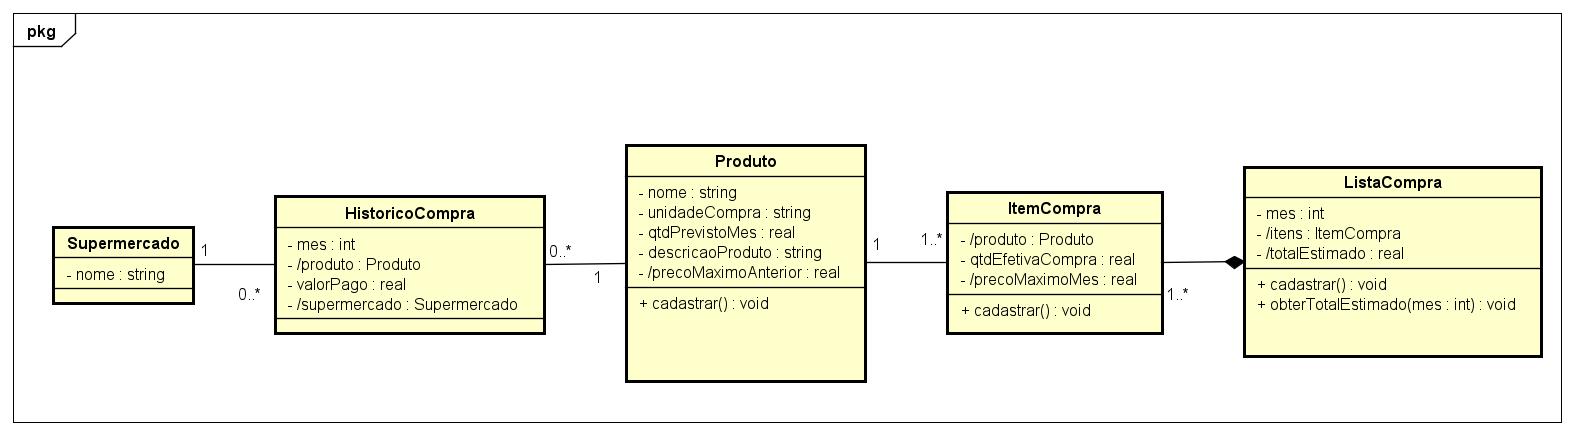 pkg
Supermercado
- nome : string
1
0..*
HistoricoCompra
- mes : int
- /produto : Produto
- valorPago : real
- /supermercado : Supermercado
0..*
1
Produto
- nome : string
- unidadeCompra : string
- qtdPrevistoMes : real
- descricaoProduto : string
- /precoMaximoAnterior : real
+ cadastrar() : void
1
1..*
ItemCompra
- /produto : Produto
- qtdEfetivaCompra : real
- /precoMaximoMes : real
+ cadastrar() : void
1..*
ListaCompra
- mes : int
- /itens : ItemCompra
- /totalEstimado : real
+ cadastrar() : void
+ obterTotalEstimado(mes : int) : void